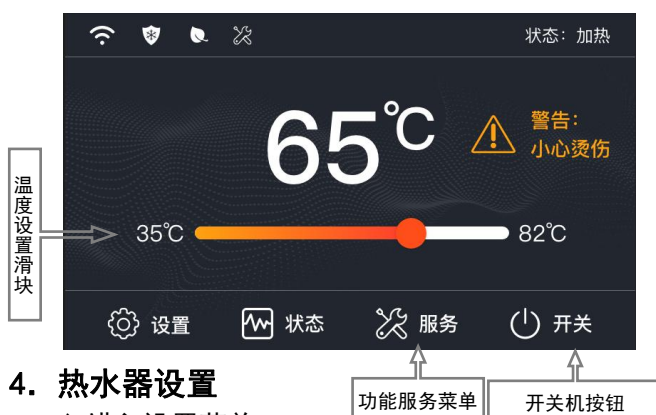 状态：加热
65℃
警告：
小心烫伤
温度设置滑块
35℃
82℃
设置
状态
服务
开关
4. 热水器设置
功能服务菜单
开关机按钮